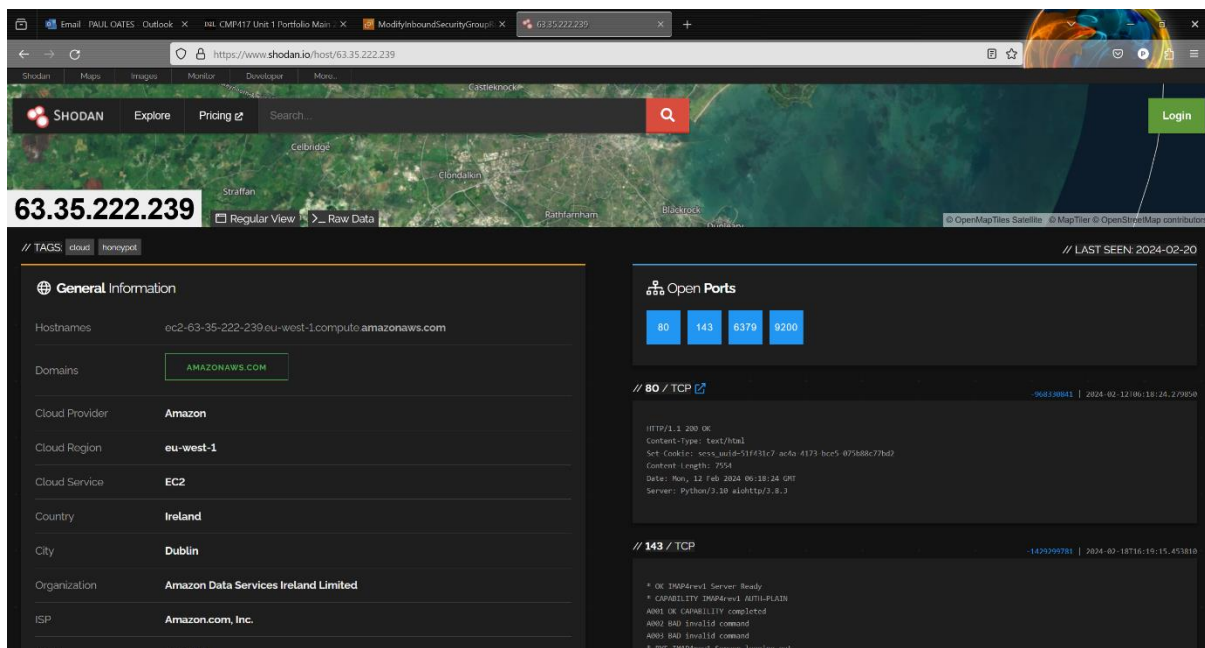 Email PAUL OATES Outlook
CMP417 Unit 1 Portfolio Main
ModifyInboundSecurityGroupR
63.35.222.239
https://www.shodan.io/host/63.35.222.239
Shodan Maps Images Monitor Developer More...
Castleknock
SHODAN Explore Pricing Search... Login
Celbridge
Clondalkin
Straffan
63.35.222.239 Regular View >_ Raw Data
Rathfarnham Blackrock
© OpenMapTiles Satellite © MapTiler © OpenStreetMap contributors
// TAGS: cloud honeypot // LAST SEEN: 2024-02-20
General Information
Hostnames ec2-63-35-222-239.eu-west-1.compute.amazonaws.com
Domains AMAZONAWS.COM
Cloud Provider Amazon
Cloud Region eu-west-1
Cloud Service EC2
Country Ireland
City Dublin
Organization Amazon Data Services Ireland Limited
ISP Amazon.com, Inc.
Open Ports
80 143 6379 9200
// 80 / TCP -968330841 | 2024-02-12T06:18:24.279850
HTTP/1.1 200 OK
Content-Type: text/html
Set-Cookie: sess_uuid=51f431c7-ac4a-4173-bce5-075b88c77bd2
Content-Length: 7554
Date: Mon, 12 Feb 2024 06:18:24 GMT
Server: Python/3.10 aiohttp/3.8.3
// 143 / TCP -1429299781 | 2024-02-18T16:19:15.453810
* OK IMAP4rev1 Server Ready
* CAPABILITY IMAP4rev1 AUTH=PLAIN
A001 OK CAPABILITY completed
A002 BAD invalid command
A003 BAD invalid command